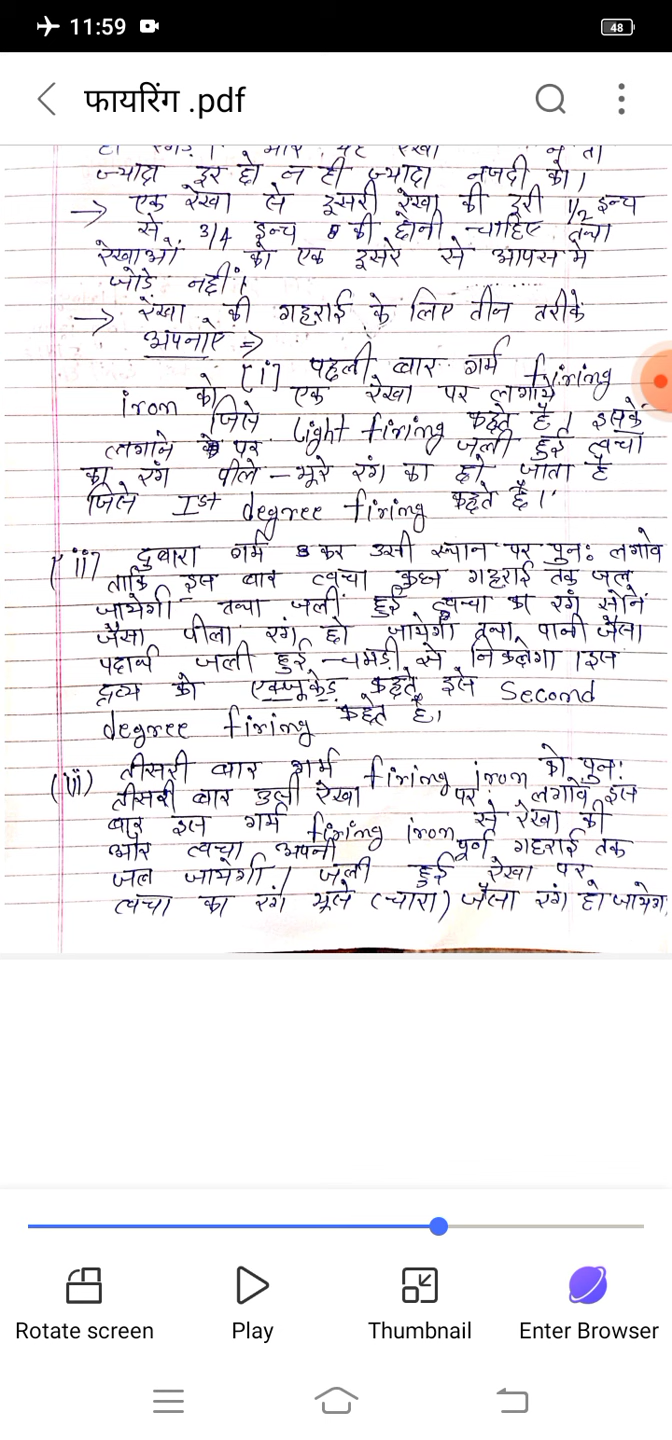 11:59
48
फायरिंग .pdf
ज्यादा दूर हो न ही ज्यादा नजदीक हो।
→ एक रेखा से दूसरी रेखा की दूरी 1/2 इन्च
से 3/4 इन्च की होनी चाहिए तथा
रेखाओं को एक दूसरे से आपस मे
जोडे नहीं।
→ रेखा की गहराई के लिए तीन तरीके
अपनाए ⇒
[i] पहली बार गर्म firing
iron को एक रेखा पर लगाये
जिसे light firing कहते है। इसके
लगाने के पर जली हुई त्वचा
का रंग पीले - भूरे रंग का हो जाता है
जिसे Ist degree firing कहते है।
(ii) दुबारा गर्म कर उसी स्थान पर पुनः लगावे
ताकि इस बार त्वचा कुछ गहराई तक जल
जायेगी तथा जली हुई त्वचा का रंग सोने
जैसा पीला रंग हो जायेगा तथा पानी जैसा
पदार्थ जली हुई चमडी से निकलेगा। इस
द्रव्य को एक्जूकेड कहते इसे Second
degree firing कहते है।
(iii) तीसरी बार गर्म firing iron को पुनः
तीसरी बार उसी रेखा पर लगावे इस
बार इस गर्म firing iron से रेखा की
और त्वचा अपनी पूर्ण गहराई तक
जल जायेगी। जली हुई रेखा पर
त्वचा का रंग भूसे (चारा) जैसा रंग हो जायेगा,
Rotate screen
Play
Thumbnail
Enter Browser